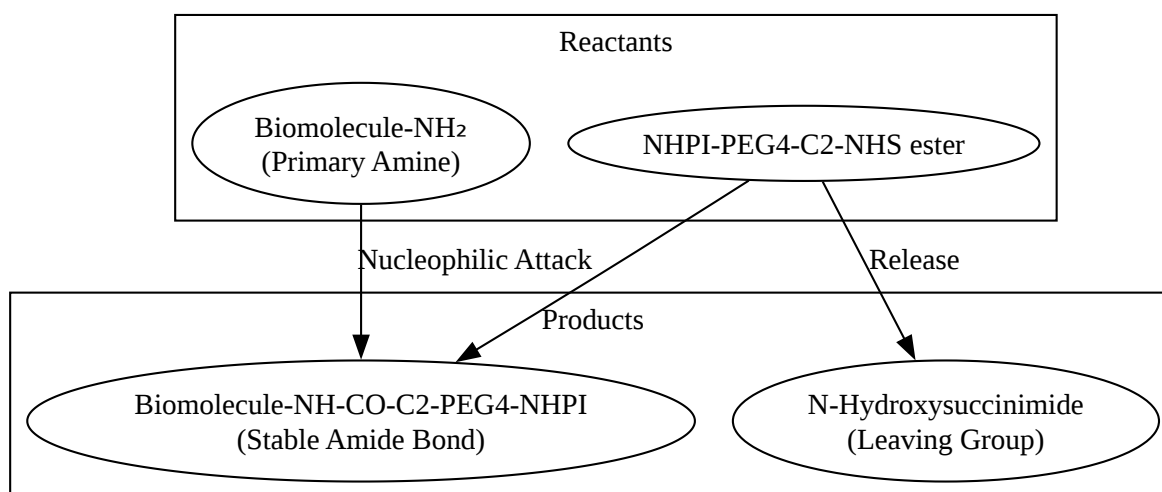 Reactants
Biomolecule-NH₂
(Primary Amine)
NHPI-PEG4-C2-NHS ester
Nucleophilic Attack
Release
Products
Biomolecule-NH-CO-C2-PEG4-NHPI
(Stable Amide Bond)
N-Hydroxysuccinimide
(Leaving Group)